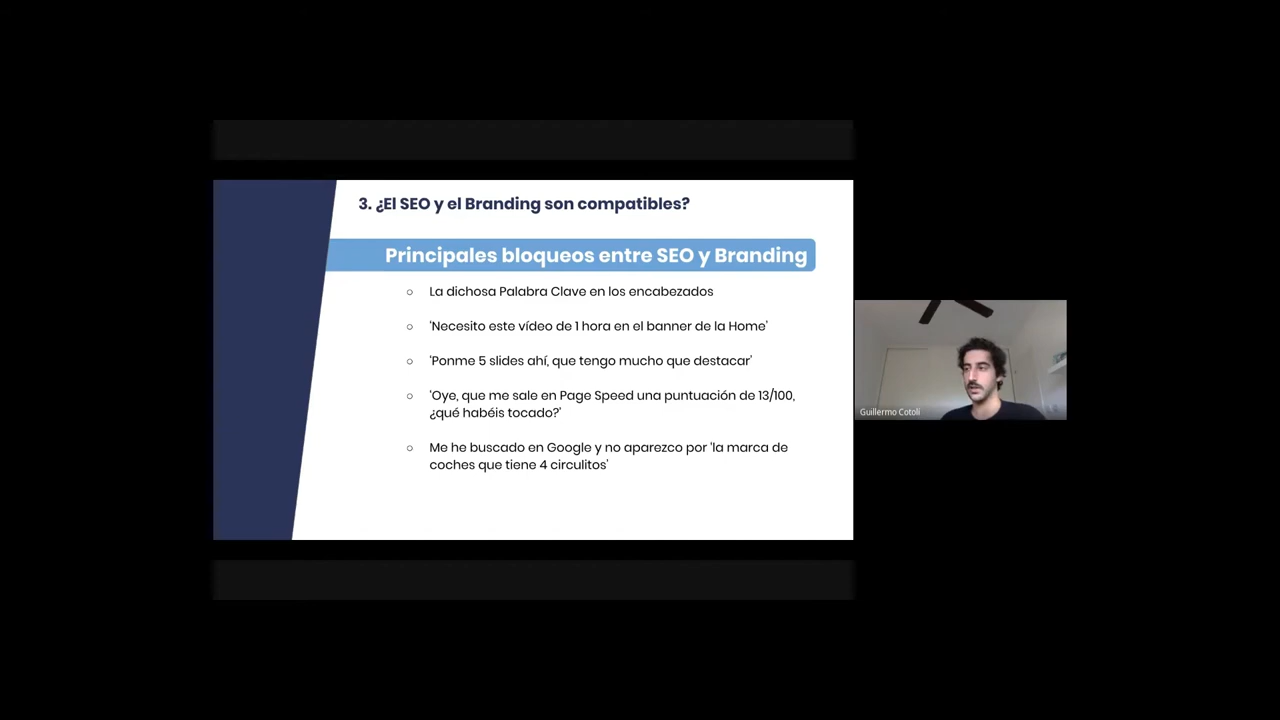 3. ¿El SEO y el Branding son compatibles?
Principales bloqueos entre SEO y Branding
○ La dichosa Palabra Clave en los encabezados
○ 'Necesito este vídeo de 1 hora en el banner de la Home'
○ 'Ponme 5 slides ahí, que tengo mucho que destacar'
○ 'Oye, que me sale en Page Speed una puntuación de 13/100,
¿qué habéis tocado?'
○ Me he buscado en Google y no aparezco por 'la marca de
coches que tiene 4 circulitos'
Guillermo Cotoli